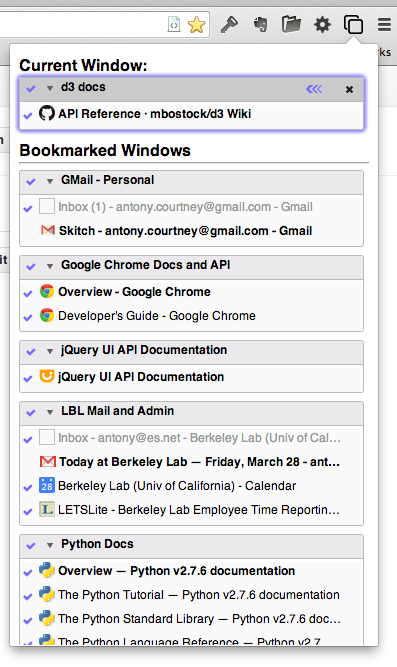 ks
Current Window:
d3 docs
API Reference · mbostock/d3 Wiki
Bookmarked Windows
GMail - Personal
Inbox (1) - antony.courtney@gmail.com - Gmail
Skitch - antony.courtney@gmail.com - Gmail
Google Chrome Docs and API
Overview - Google Chrome
Developer's Guide - Google Chrome
jQuery UI API Documentation
jQuery UI API Documentation
LBL Mail and Admin
Inbox - antony@es.net - Berkeley Lab (Univ of Cal...
Today at Berkeley Lab — Friday, March 28 - ant...
28 Berkeley Lab (Univ of California) - Calendar
L LETSLite - Berkeley Lab Employee Time Reportin...
Python Docs
Overview — Python v2.7.6 documentation
The Python Tutorial — Python v2.7.6 documentation
The Python Standard Library — Python v2.7.6 doc...
The Python Language Reference — Python v2.7